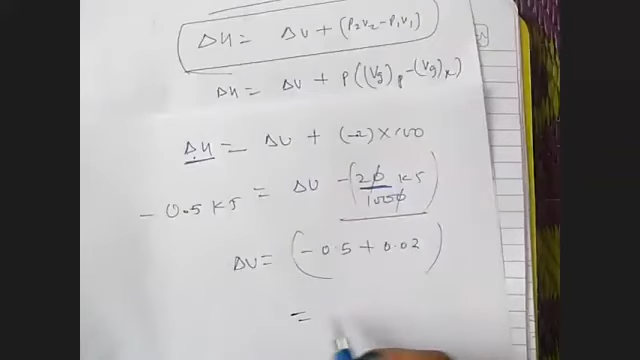 ΔH = ΔU + (P₂V₂ - P₁V₁)
ΔH = ΔU + P((Vg)p - (Vg)R)
ΔH = ΔU + (-2) × 100
- 0.5 KJ = ΔU - (20/1000 KJ)
ΔU = (- 0.5 + 0.02)
=